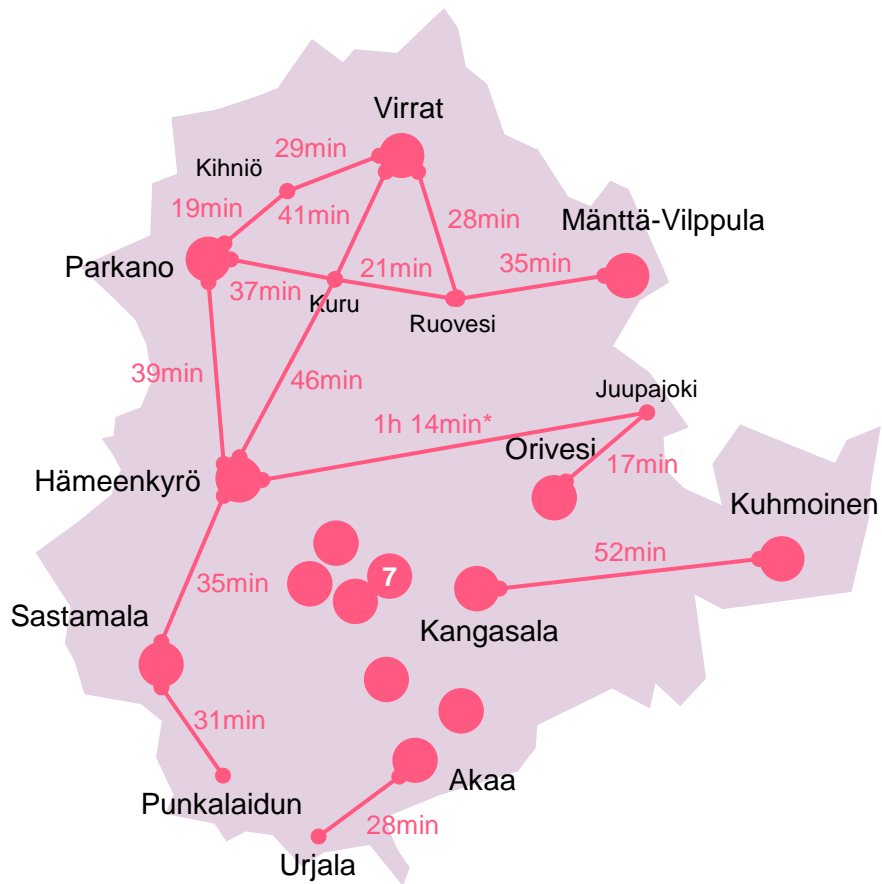 Virrat
29min
Kihniö
19min
41min
28min
Mänttä-Vilppula
Parkano
21min
35min
37min
Kuru
Ruovesi
39min
46min
Juupajoki
1h 14min*
Orivesi
17min
Hämeenkyrö
Kuhmoinen
52min
7
35min
Sastamala
Kangasala
31min
Akaa
Punkalaidun
28min
Urjala